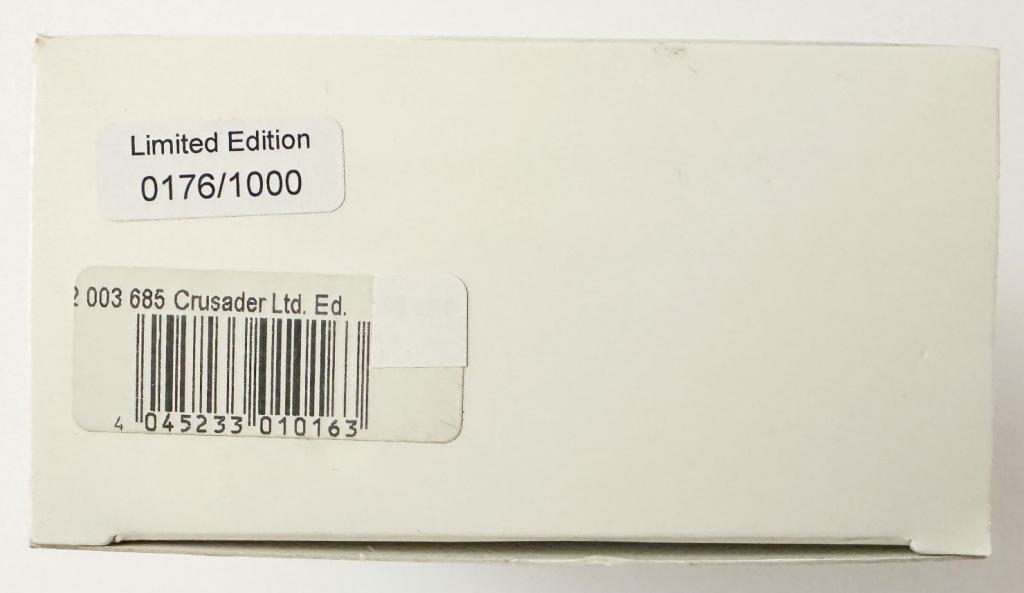 Limited Edition
0176/1000
2 003 685 Crusader Ltd. Ed.
4 045233 010163